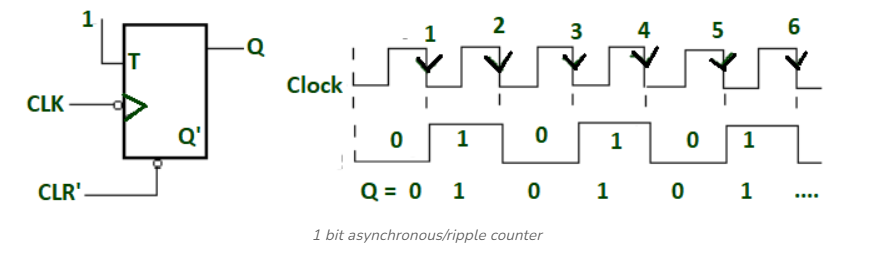 1
T
Q
CLK
Q'
CLR'
1 2 3 4 5 6
Clock
0 1 0 1 0 1
Q = 0 1 0 1 0 1 ....
1 bit asynchronous/ripple counter